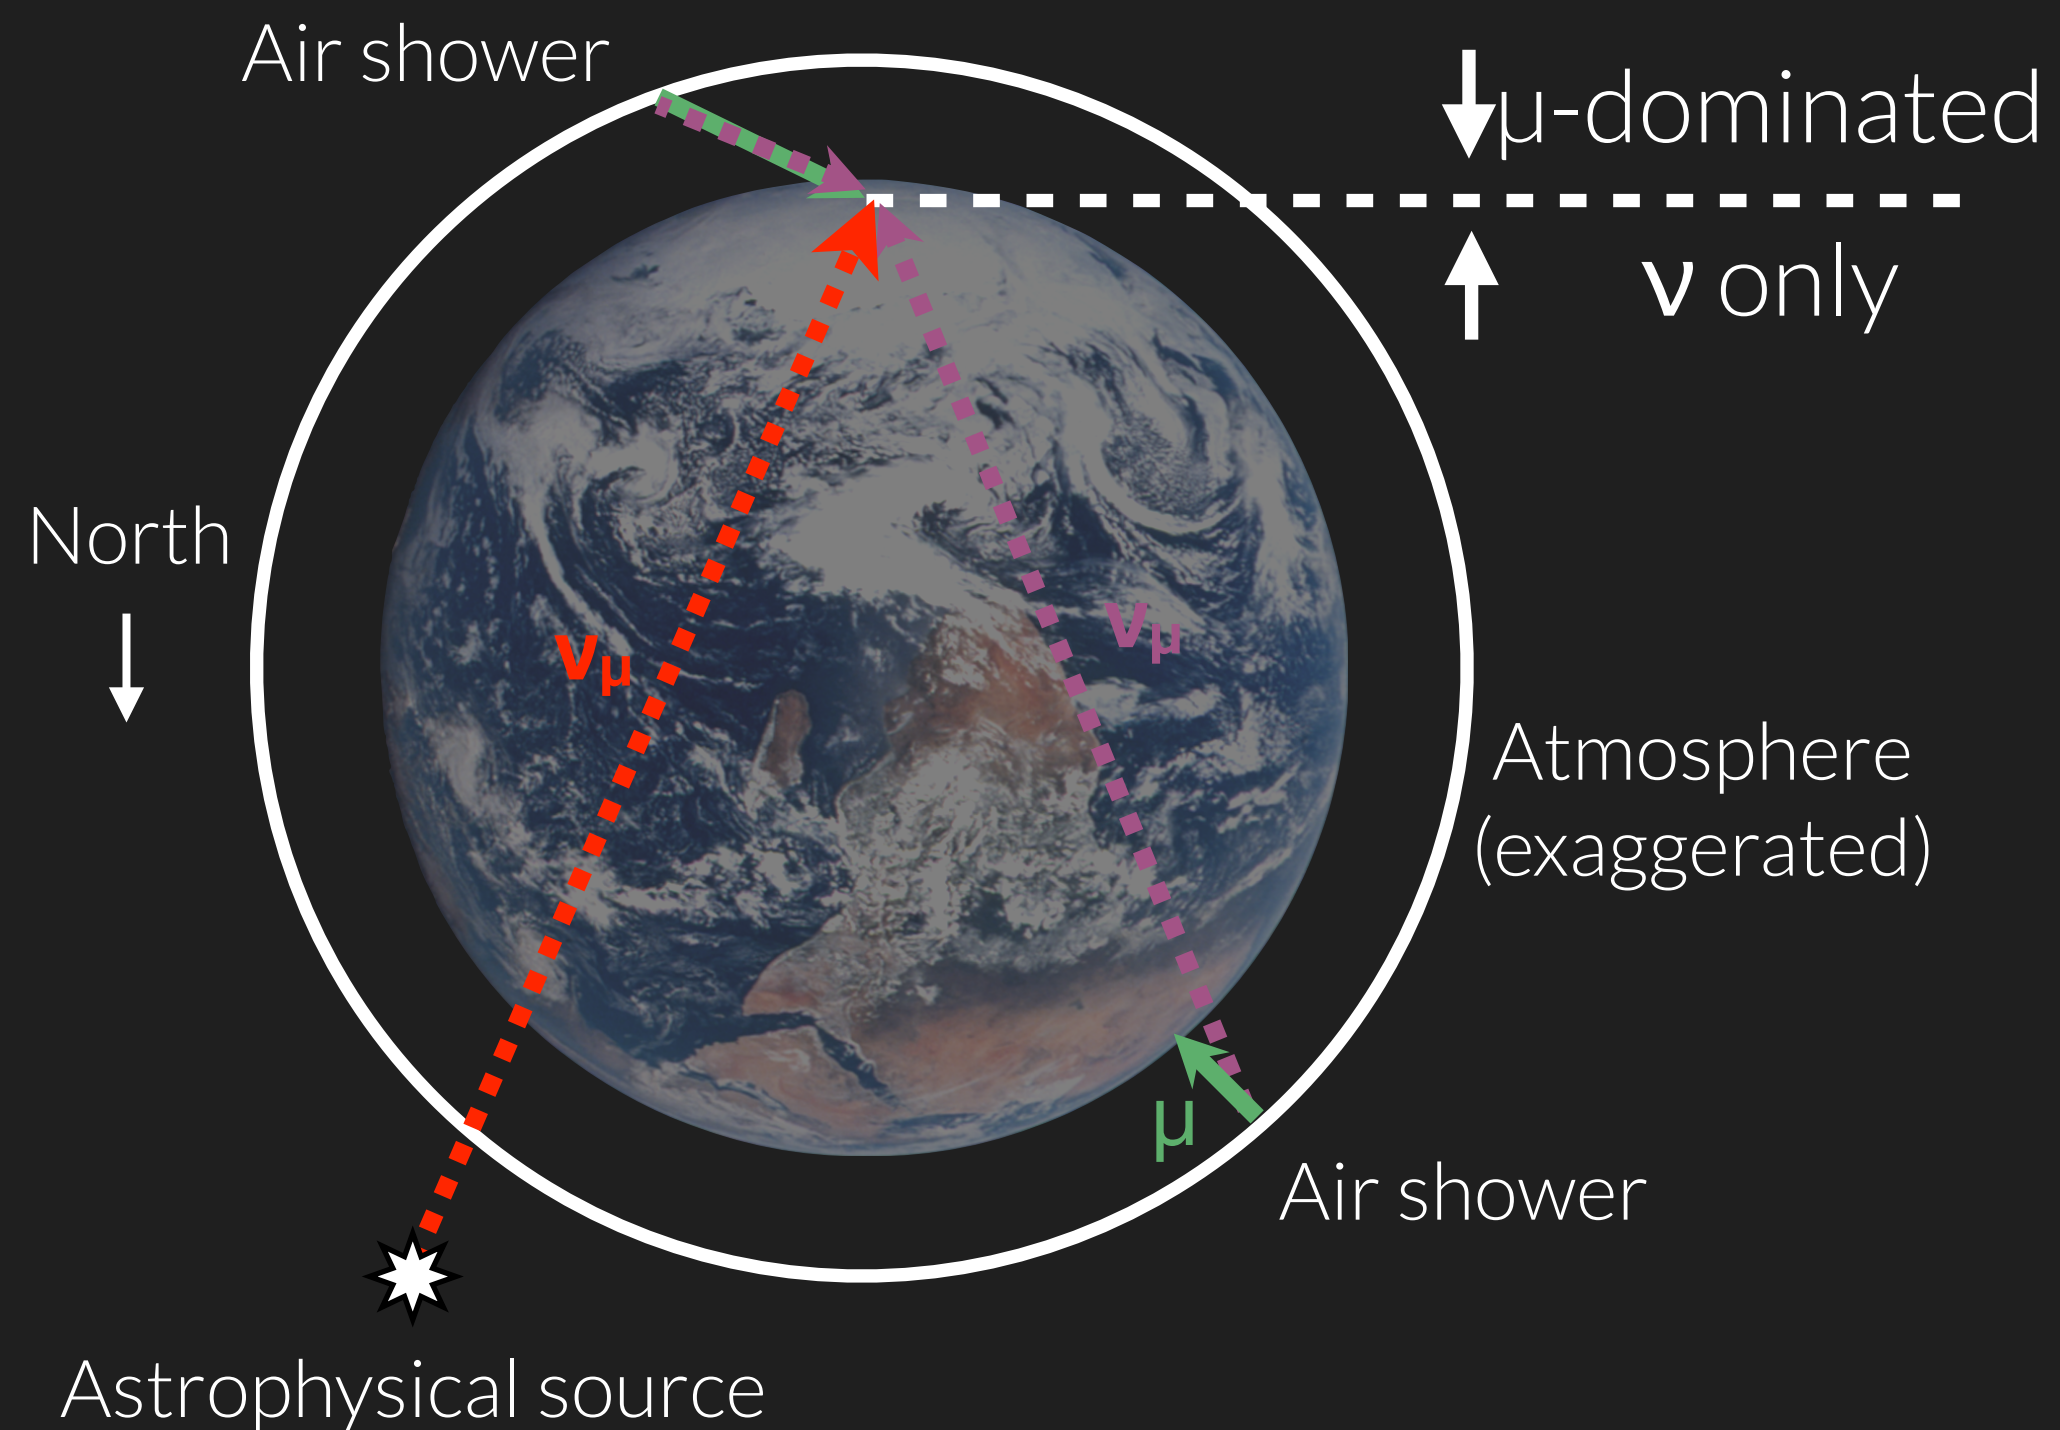 Air shower
μ-dominated
ν only
North
νμ
νμ
Atmosphere
(exaggerated)
μ
Air shower
Astrophysical source